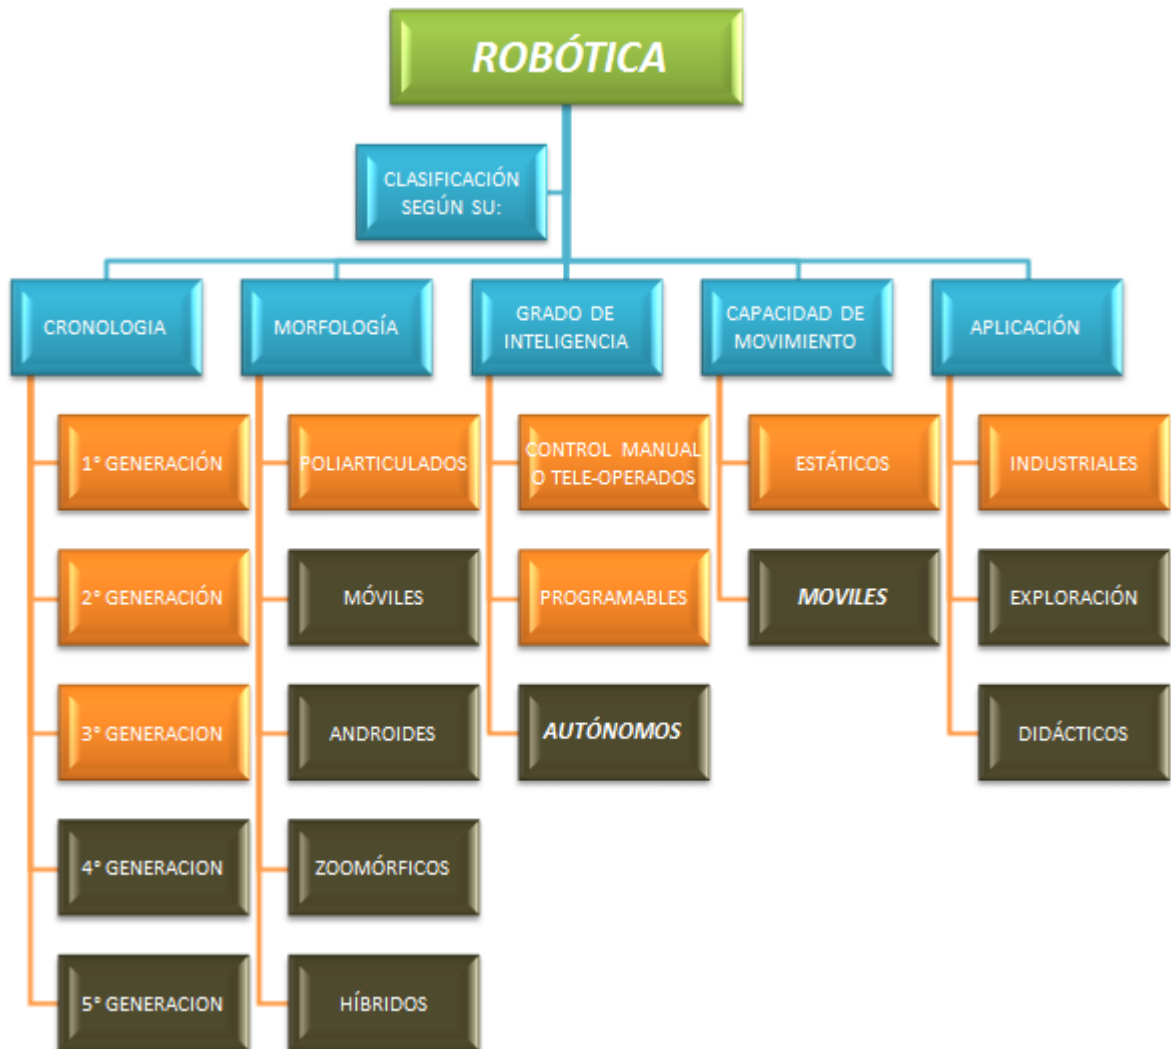 ROBÓTICA
CLASIFICACIÓN
SEGÚN SU:
CRONOLOGIA
MORFOLOGÍA
GRADO DE
INTELIGENCIA
CAPACIDAD DE
MOVIMIENTO
APLICACIÓN
1° GENERACIÓN
2° GENERACIÓN
3° GENERACION
4° GENERACION
5° GENERACION
POLIARTICULADOS
MÓVILES
ANDROIDES
ZOOMÓRFICOS
HÍBRIDOS
CONTROL MANUAL
O TELE-OPERADOS
PROGRAMABLES
AUTÓNOMOS
ESTÁTICOS
MOVILES
INDUSTRIALES
EXPLORACIÓN
DIDÁCTICOS